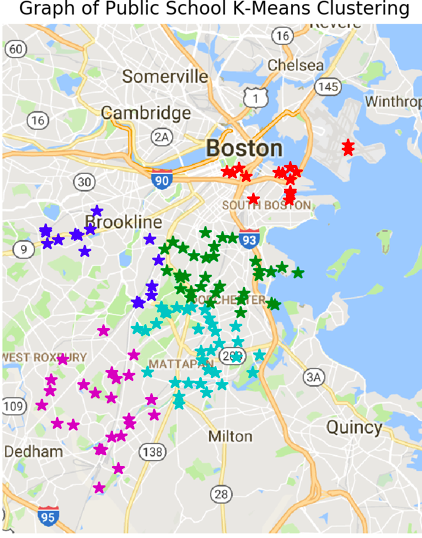 Graph of Public School K-Means Clustering
Revere
16
60
Chelsea
Somerville
145
1
Winthrop
Cambridge
16
2A
Boston
30
90
SOUTH BOSTON
Brookline
93
9
DORCHESTER
WEST ROXBURY
MATTAPAN
203
3A
109
Quincy
Milton
Dedham
138
28
95